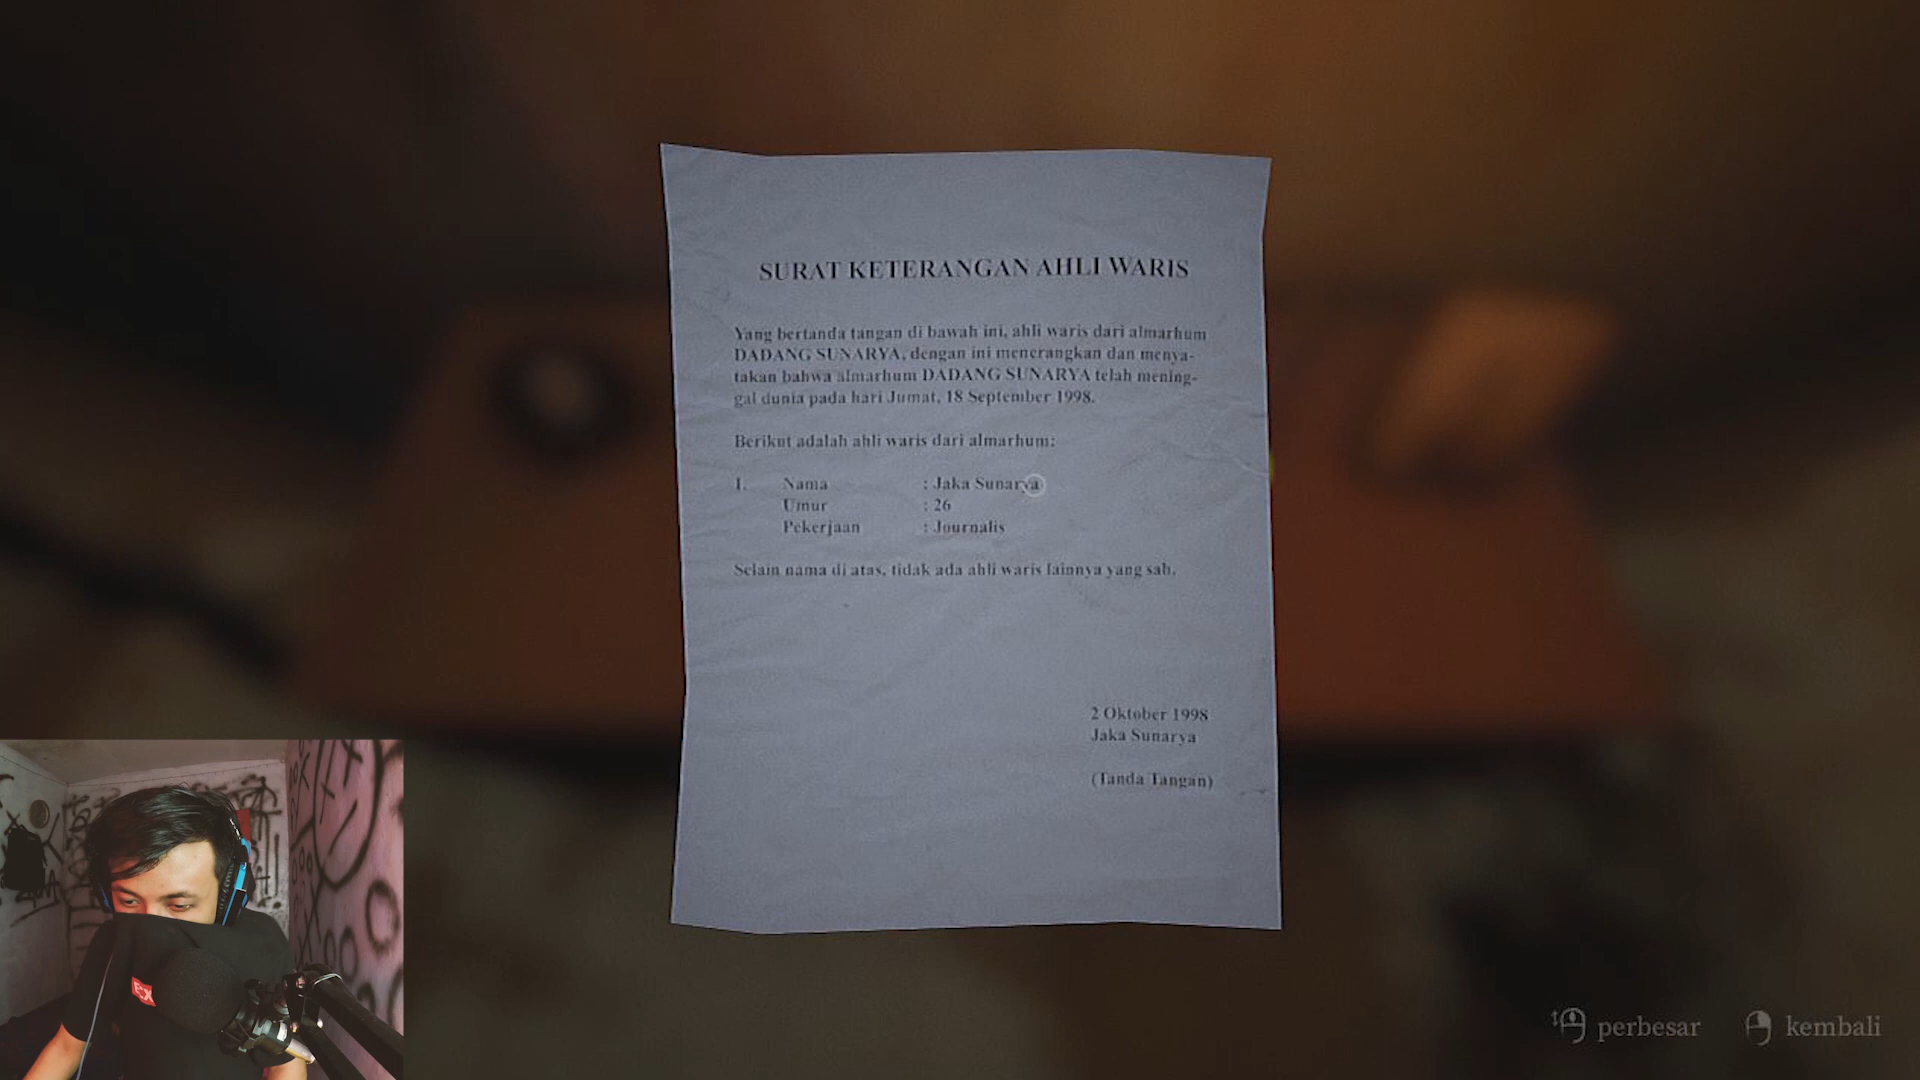 SURAT KETERANGAN AHLI WARIS
Yang bertanda tangan di bawah ini, ahli waris dari almarhum
DADANG SUNARYA, dengan ini menerangkan dan menya-
takan bahwa almarhum DADANG SUNARYA telah mening-
gal dunia pada hari Jumat, 18 September 1998.
Berikut adalah ahli waris dari almarhum:
1. Nama : Jaka Sunarya
Umur : 26
Pekerjaan : Journalis
Selain nama di atas, tidak ada ahli waris lainnya yang sah.
2 Oktober 1998
Jaka Sunarya
(Tanda Tangan)
perbesar kembali